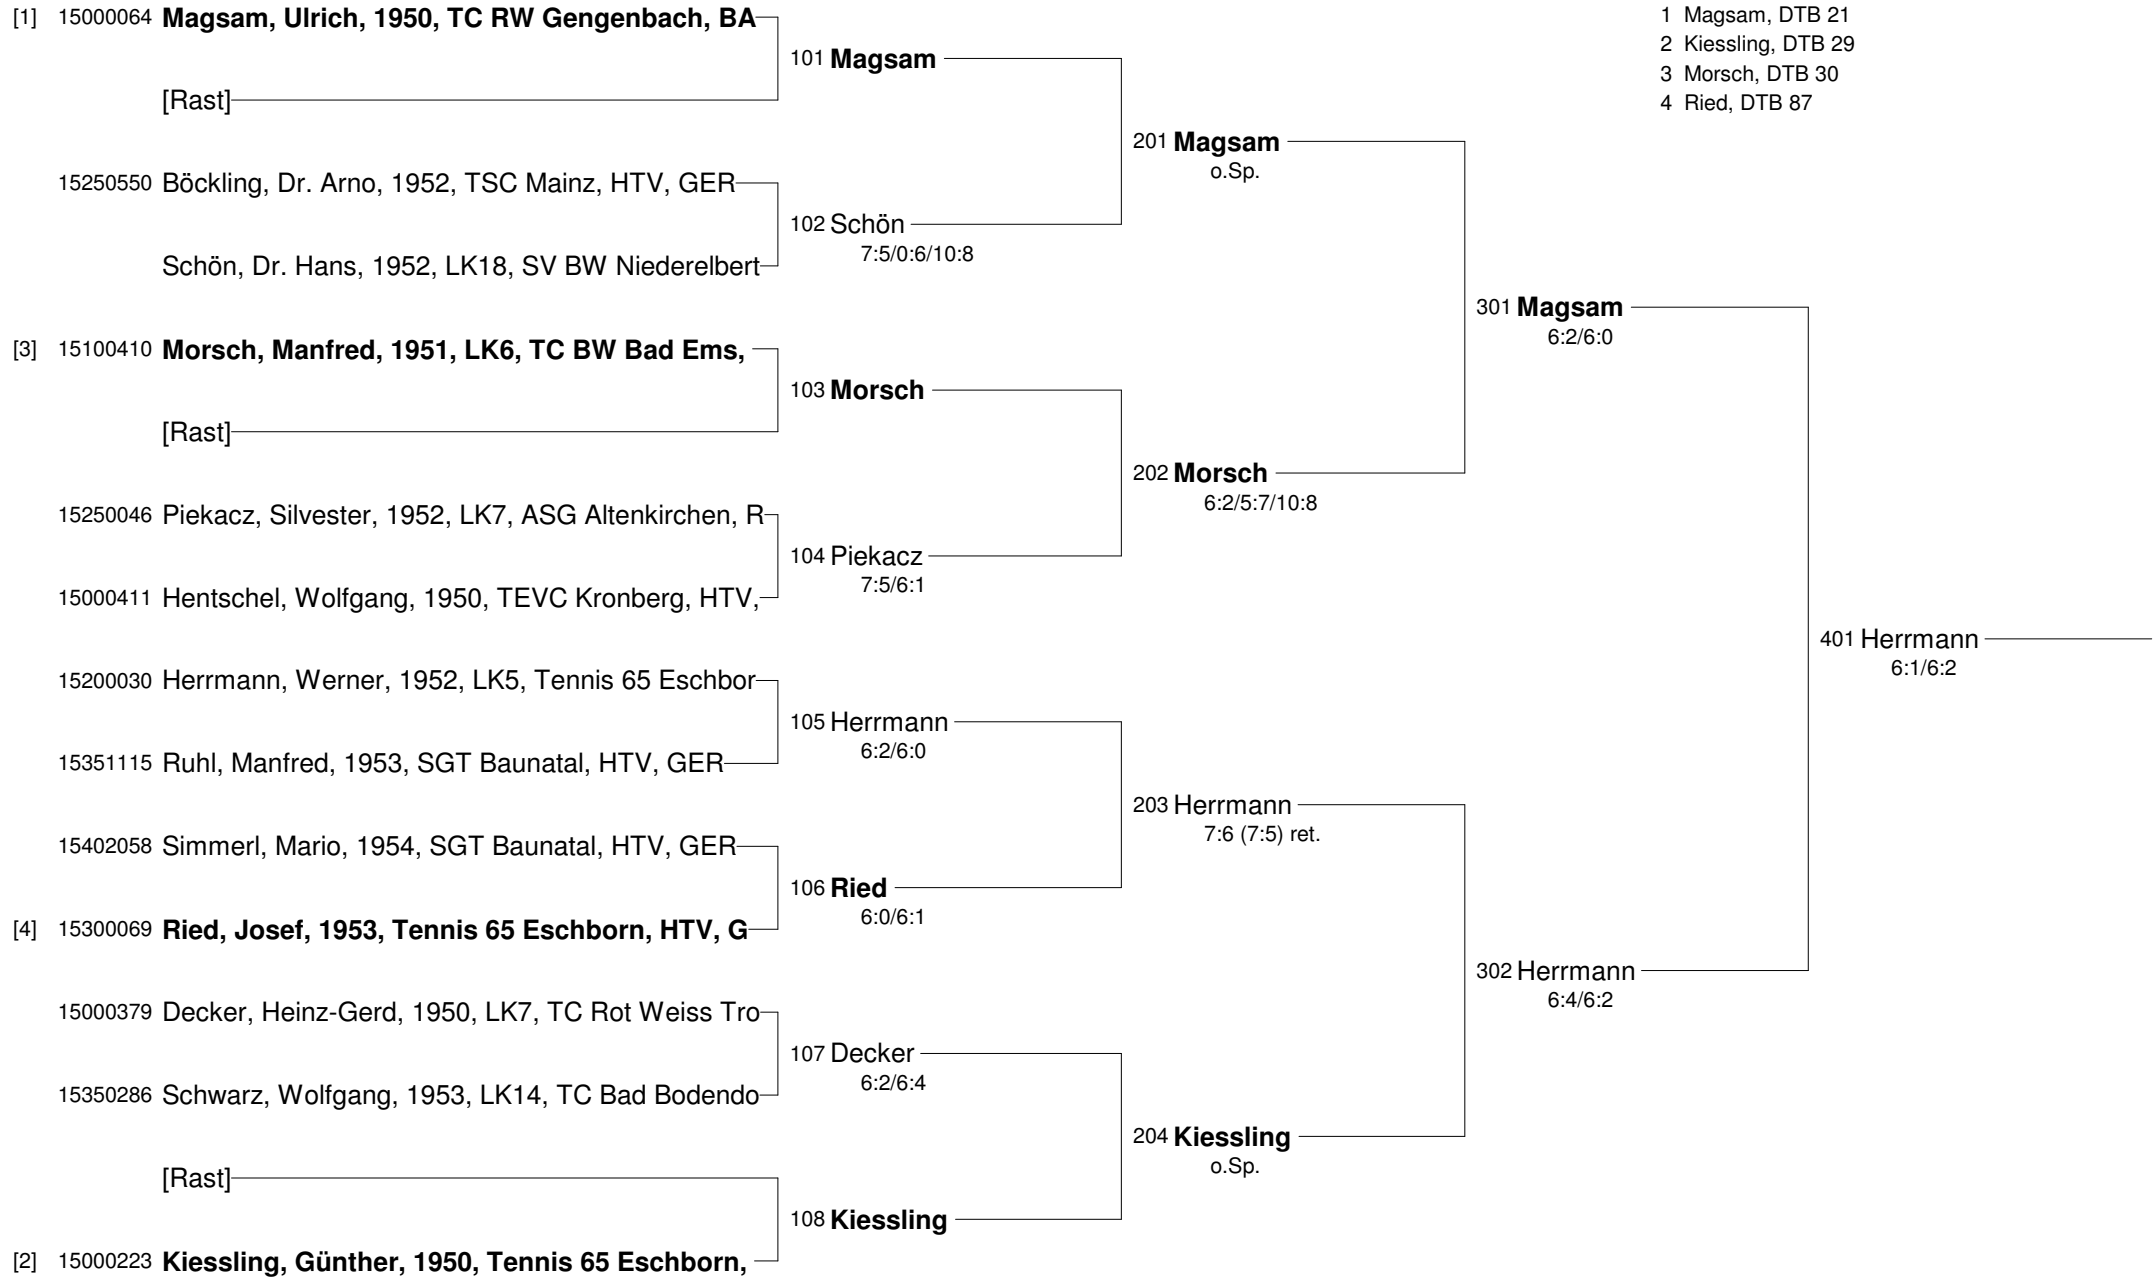 [1] 15000064 Magsam, Ulrich, 1950, TC RW Gengenbach, BA
1 Magsam, DTB 21
2 Kiessling, DTB 29
3 Morsch, DTB 30
4 Ried, DTB 87
101 Magsam
[Rast]
201 Magsam
o.Sp.
15250550 Böckling, Dr. Arno, 1952, TSC Mainz, HTV, GER
102 Schön
7:5/0:6/10:8
Schön, Dr. Hans, 1952, LK18, SV BW Niederelbert
301 Magsam
6:2/6:0
[3] 15100410 Morsch, Manfred, 1951, LK6, TC BW Bad Ems,
103 Morsch
[Rast]
202 Morsch
6:2/5:7/10:8
15250046 Piekacz, Silvester, 1952, LK7, ASG Altenkirchen, R
104 Piekacz
7:5/6:1
15000411 Hentschel, Wolfgang, 1950, TEVC Kronberg, HTV,
401 Herrmann
6:1/6:2
15200030 Herrmann, Werner, 1952, LK5, Tennis 65 Eschbor
105 Herrmann
6:2/6:0
15351115 Ruhl, Manfred, 1953, SGT Baunatal, HTV, GER
203 Herrmann
7:6 (7:5) ret.
15402058 Simmerl, Mario, 1954, SGT Baunatal, HTV, GER
106 Ried
6:0/6:1
[4] 15300069 Ried, Josef, 1953, Tennis 65 Eschborn, HTV, G
302 Herrmann
6:4/6:2
15000379 Decker, Heinz-Gerd, 1950, LK7, TC Rot Weiss Tro
107 Decker
6:2/6:4
15350286 Schwarz, Wolfgang, 1953, LK14, TC Bad Bodendo
204 Kiessling
o.Sp.
[Rast]
108 Kiessling
[2] 15000223 Kiessling, Günther, 1950, Tennis 65 Eschborn,